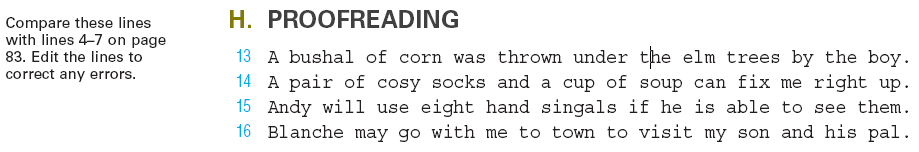 Compare these lines
with lines 4–7 on page
83. Edit the lines to
correct any errors.
H. PROOFREADING
13 A bushal of corn was thrown under the elm trees by the boy.
14 A pair of cosy socks and a cup of soup can fix me right up.
15 Andy will use eight hand singals if he is able to see them.
16 Blanche may go with me to town to visit my son and his pal.